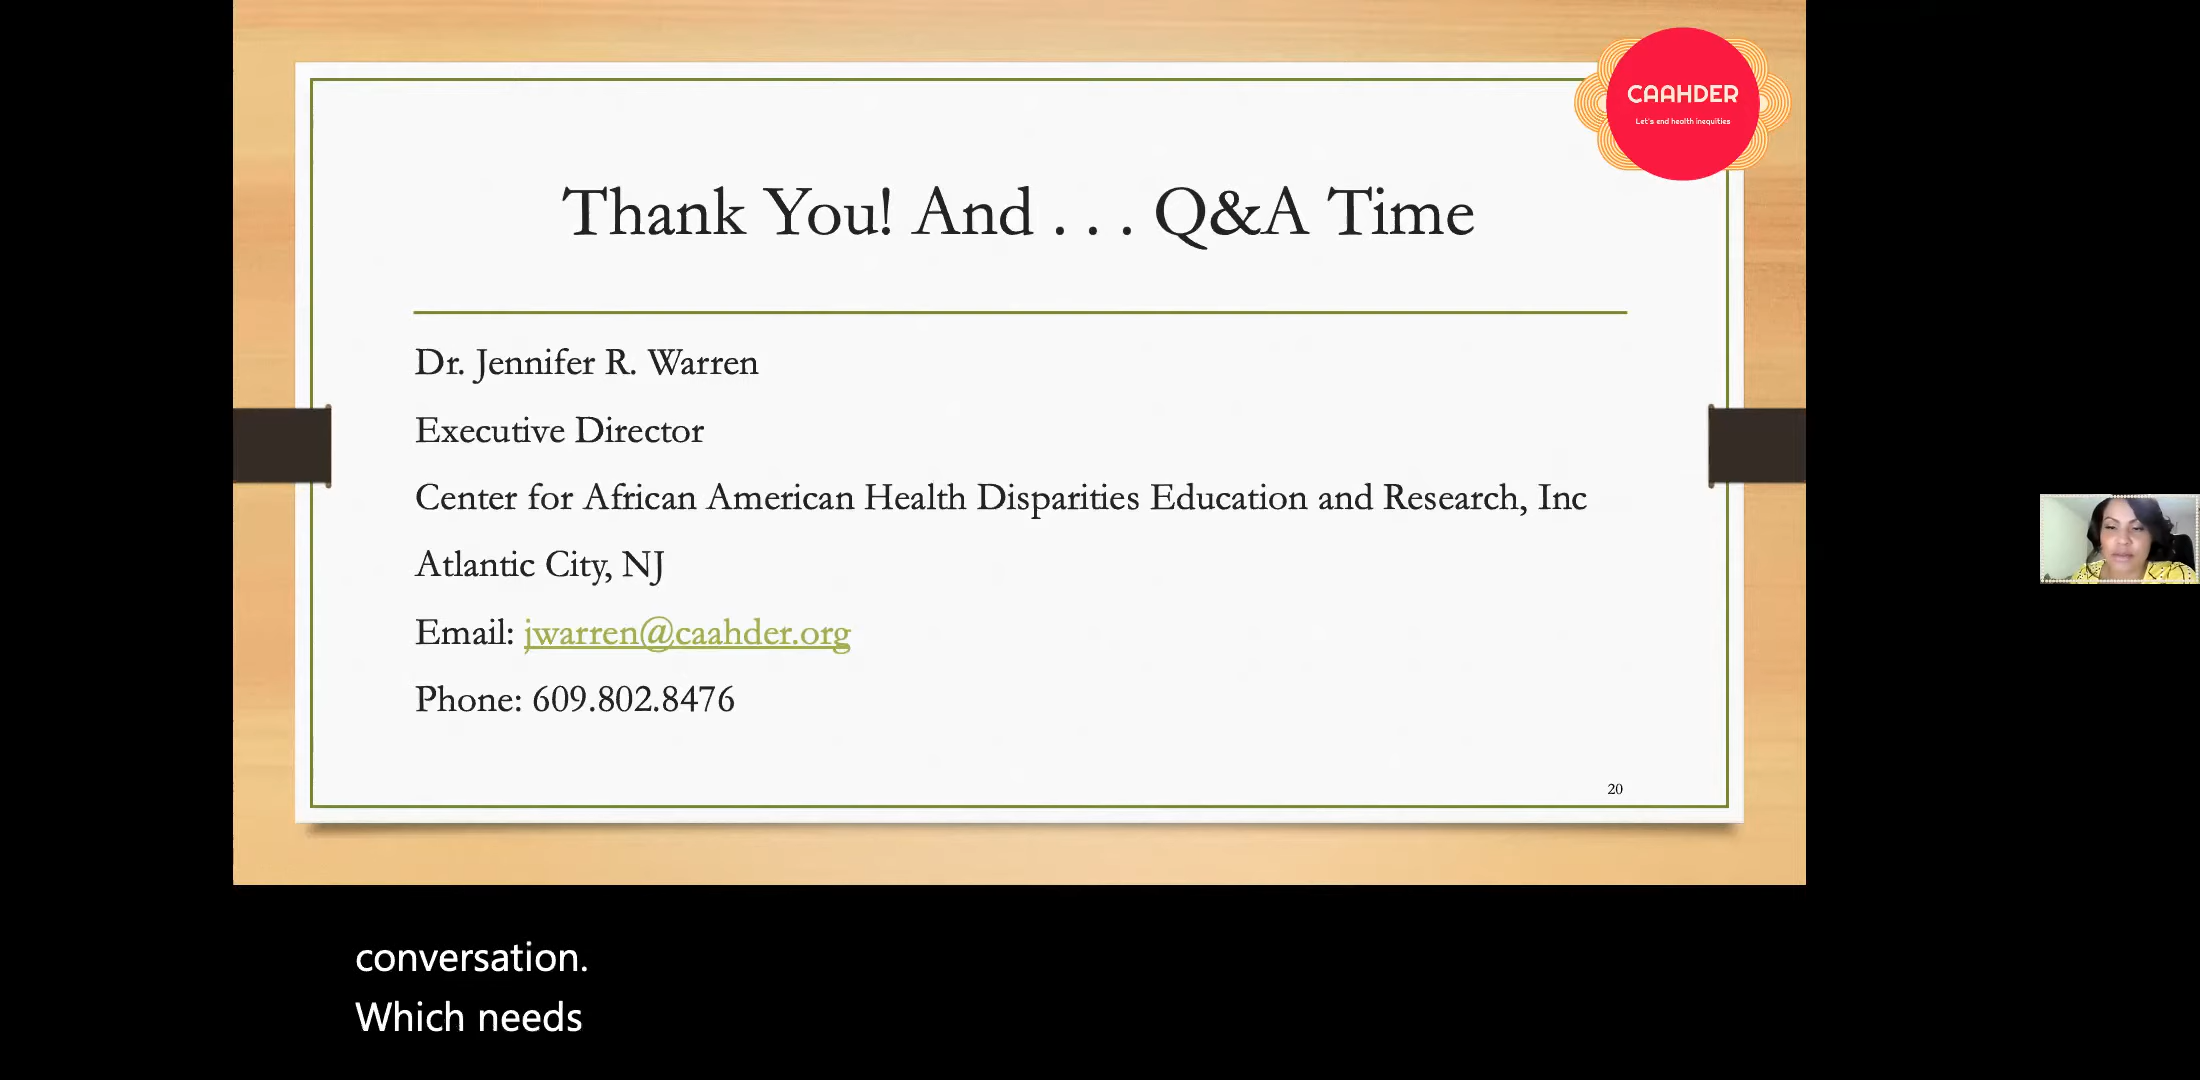 CAAHDER
Let's end health inequities
Thank You! And . . . Q&A Time
Dr. Jennifer R. Warren
Executive Director
Center for African American Health Disparities Education and Research, Inc
Atlantic City, NJ
Email: jwarren@caahder.org
Phone: 609.802.8476
20
conversation.
Which needs